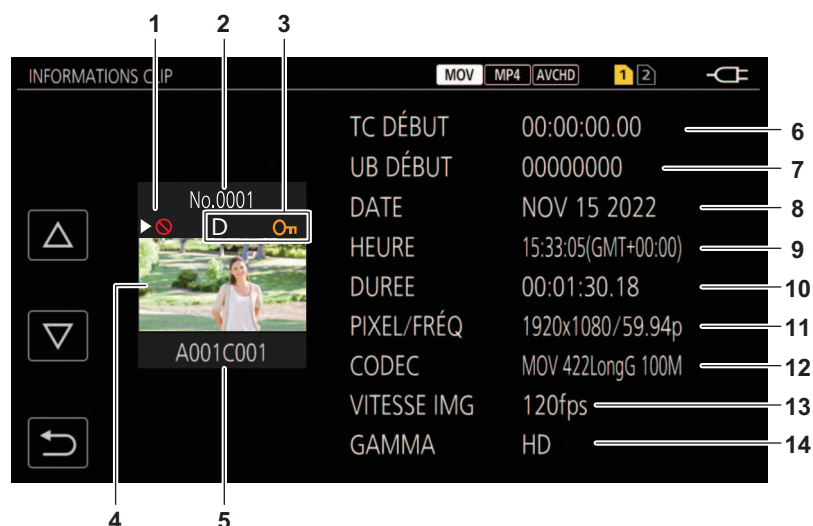 1 2 3
INFORMATIONS CLIP MOV MP4 AVCHD 1 2
TC DÉBUT 00:00:00.00 6
UB DÉBUT 00000000 7
No.0001
DATE NOV 15 2022 8
D
HEURE 15:33:05(GMT+00:00) 9
4
DUREE 00:01:30.18 10
PIXEL/FRÉQ 1920x1080/59.94p 11
A001C001
CODEC MOV 422LongG 100M 12
VITESSE IMG 120fps 13
GAMMA HD 14
4 5